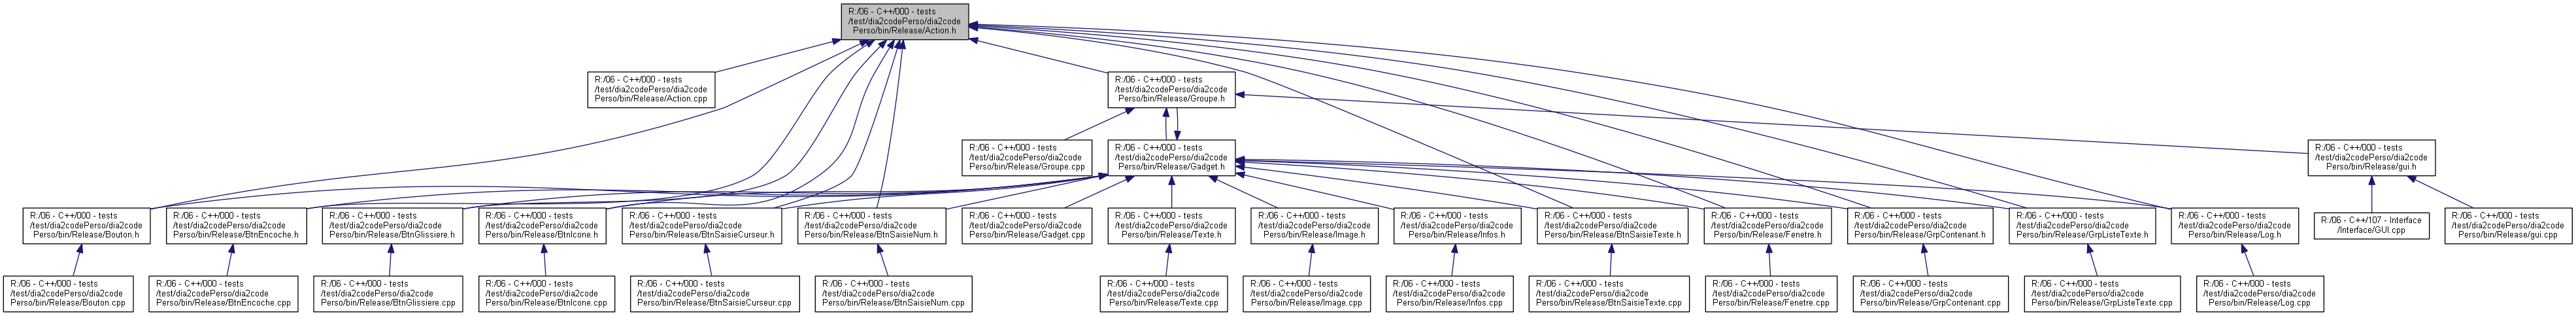 R:/06 - C++/000 - tests
/test/dia2codePerso/dia2code
Perso/bin/Release/Action.h
R:/06 - C++/000 - tests
/test/dia2codePerso/dia2code
Perso/bin/Release/Action.cpp
R:/06 - C++/000 - tests
/test/dia2codePerso/dia2code
Perso/bin/Release/Groupe.h
R:/06 - C++/000 - tests
/test/dia2codePerso/dia2code
Perso/bin/Release/Groupe.cpp
R:/06 - C++/000 - tests
/test/dia2codePerso/dia2code
Perso/bin/Release/Gadget.h
R:/06 - C++/000 - tests
/test/dia2codePerso/dia2code
Perso/bin/Release/gui.h
R:/06 - C++/000 - tests
/test/dia2codePerso/dia2code
Perso/bin/Release/Bouton.h
R:/06 - C++/000 - tests
/test/dia2codePerso/dia2code
Perso/bin/Release/BtnEncoche.h
R:/06 - C++/000 - tests
/test/dia2codePerso/dia2code
Perso/bin/Release/BtnGlissiere.h
R:/06 - C++/000 - tests
/test/dia2codePerso/dia2code
Perso/bin/Release/BtnIcone.h
R:/06 - C++/000 - tests
/test/dia2codePerso/dia2code
Perso/bin/Release/BtnSaisieCurseur.h
R:/06 - C++/000 - tests
/test/dia2codePerso/dia2code
Perso/bin/Release/BtnSaisieNum.h
R:/06 - C++/000 - tests
/test/dia2codePerso/dia2code
Perso/bin/Release/Gadget.cpp
R:/06 - C++/000 - tests
/test/dia2codePerso/dia2code
Perso/bin/Release/Texte.h
R:/06 - C++/000 - tests
/test/dia2codePerso/dia2code
Perso/bin/Release/Image.h
R:/06 - C++/000 - tests
/test/dia2codePerso/dia2code
Perso/bin/Release/Infos.h
R:/06 - C++/000 - tests
/test/dia2codePerso/dia2code
Perso/bin/Release/BtnSaisieTexte.h
R:/06 - C++/000 - tests
/test/dia2codePerso/dia2code
Perso/bin/Release/Fenetre.h
R:/06 - C++/000 - tests
/test/dia2codePerso/dia2code
Perso/bin/Release/GrpContenant.h
R:/06 - C++/000 - tests
/test/dia2codePerso/dia2code
Perso/bin/Release/GrpListeTexte.h
R:/06 - C++/000 - tests
/test/dia2codePerso/dia2code
Perso/bin/Release/Log.h
R:/06 - C++/107 - Interface
/Interface/GUI.cpp
R:/06 - C++/000 - tests
/test/dia2codePerso/dia2code
Perso/bin/Release/gui.cpp
R:/06 - C++/000 - tests
/test/dia2codePerso/dia2code
Perso/bin/Release/Bouton.cpp
R:/06 - C++/000 - tests
/test/dia2codePerso/dia2code
Perso/bin/Release/BtnEncoche.cpp
R:/06 - C++/000 - tests
/test/dia2codePerso/dia2code
Perso/bin/Release/BtnGlissiere.cpp
R:/06 - C++/000 - tests
/test/dia2codePerso/dia2code
Perso/bin/Release/BtnIcone.cpp
R:/06 - C++/000 - tests
/test/dia2codePerso/dia2code
Perso/bin/Release/BtnSaisieCurseur.cpp
R:/06 - C++/000 - tests
/test/dia2codePerso/dia2code
Perso/bin/Release/BtnSaisieNum.cpp
R:/06 - C++/000 - tests
/test/dia2codePerso/dia2code
Perso/bin/Release/Texte.cpp
R:/06 - C++/000 - tests
/test/dia2codePerso/dia2code
Perso/bin/Release/Image.cpp
R:/06 - C++/000 - tests
/test/dia2codePerso/dia2code
Perso/bin/Release/Infos.cpp
R:/06 - C++/000 - tests
/test/dia2codePerso/dia2code
Perso/bin/Release/BtnSaisieTexte.cpp
R:/06 - C++/000 - tests
/test/dia2codePerso/dia2code
Perso/bin/Release/Fenetre.cpp
R:/06 - C++/000 - tests
/test/dia2codePerso/dia2code
Perso/bin/Release/GrpContenant.cpp
R:/06 - C++/000 - tests
/test/dia2codePerso/dia2code
Perso/bin/Release/GrpListeTexte.cpp
R:/06 - C++/000 - tests
/test/dia2codePerso/dia2code
Perso/bin/Release/Log.cpp